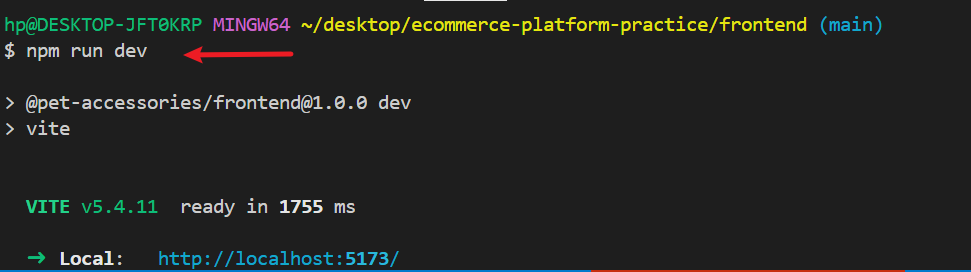 hp@DESKTOP-JFT0KRP MINGW64 ~/desktop/ecommerce-platform-practice/frontend (main)
$ npm run dev
> @pet-accessories/frontend@1.0.0 dev
> vite
VITE v5.4.11 ready in 1755 ms
➜ Local: http://localhost:5173/